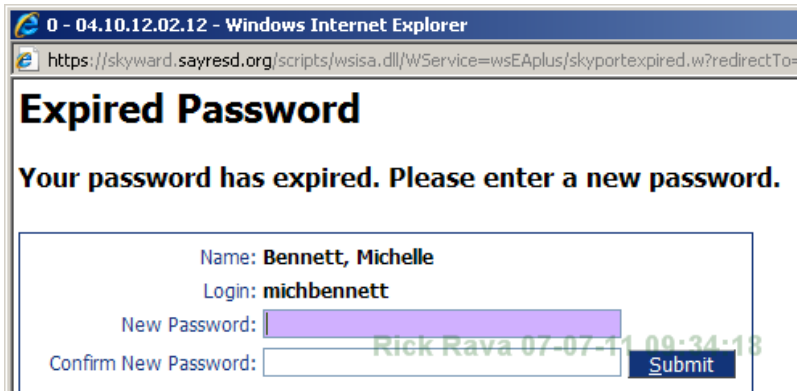 0 - 04.10.12.02.12 - Windows Internet Explorer
https://skyward.sayresd.org/scripts/wsisa.dll/WService=wsEAplus/skyportexpired.w?redirectTo=
Expired Password
Your password has expired. Please enter a new password.
Name: Bennett, Michelle
Login: michbennett
New Password:
Rick Rava 07-07-11 09:34:18
Confirm New Password: Submit